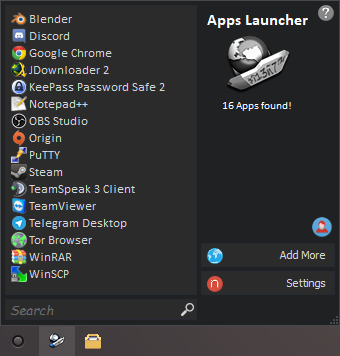 Blender
Discord
Google Chrome
JDownloader 2
KeePass Password Safe 2
Notepad++
OBS Studio
Origin
PuTTY
Steam
TeamSpeak 3 Client
TeamViewer
Telegram Desktop
Tor Browser
WinRAR
WinSCP
Search
Apps Launcher
?
16 Apps found!
Add More
Settings